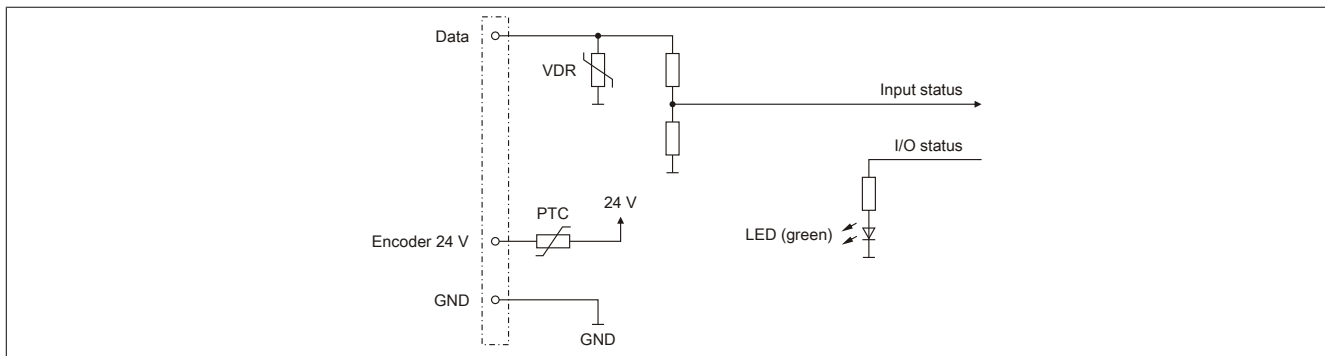 Data
VDR
Input status
I/O status
24 V
PTC
LED (green)
Encoder 24 V
GND
GND